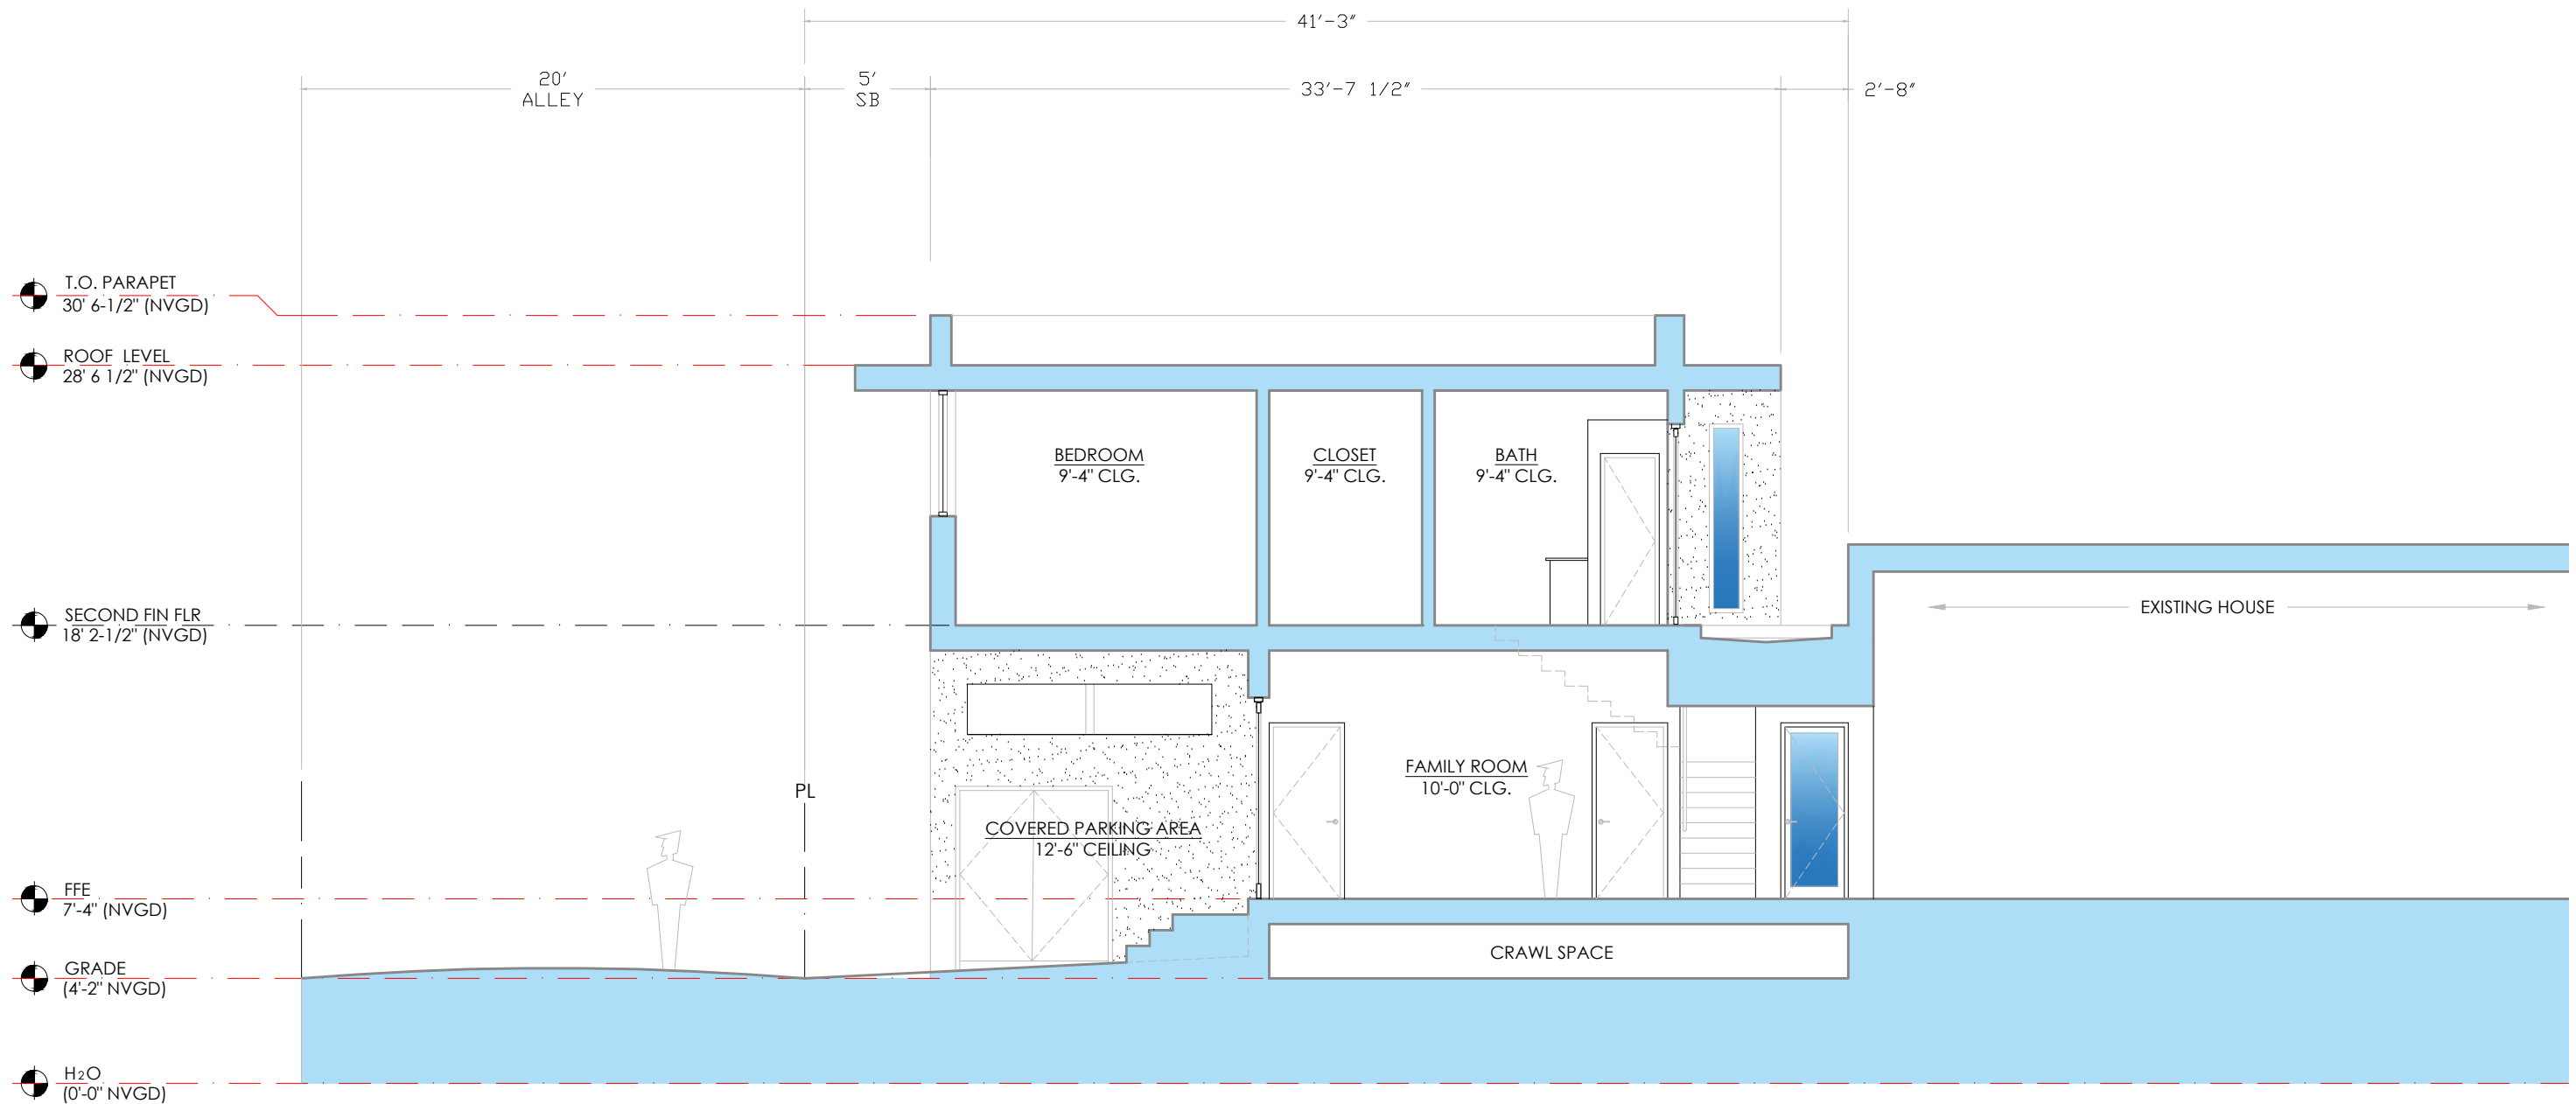 41'-3"
20'
ALLEY
5'
SB
33'-7 1/2"
2'-8"
T.O. PARAPET
30' 6-1/2" (NVGD)
ROOF LEVEL
28' 6 1/2" (NVGD)
BEDROOM
9'-4" CLG.
CLOSET
9'-4" CLG.
BATH
9'-4" CLG.
SECOND FIN FLR
18' 2-1/2" (NVGD)
EXISTING HOUSE
FAMILY ROOM
10'-0" CLG.
PL
COVERED PARKING AREA
12'-6" CEILING
FFE
7'-4" (NVGD)
CRAWL SPACE
GRADE
(4'-2" NVGD)
H₂O
(0'-0" NVGD)